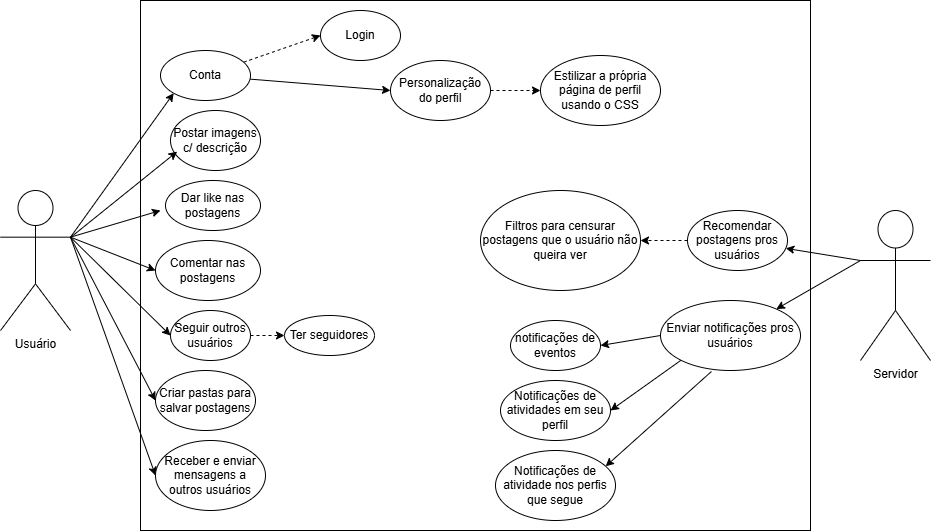 Login
Conta
Personalização
do perfil
Estilizar a própria
página de perfil
usando o CSS
Postar imagens
c/ descrição
Dar like nas
postagens
Filtros para censurar
postagens que o usuário não
queira ver
Recomendar
postagens pros
usuários
Comentar nas
postagens
Usuário
Seguir outros
usuários
Ter seguidores
notificações de
eventos
Enviar notificações pros
usuários
Servidor
Criar pastas para
salvar postagens
Notificações de
atividades em seu
perfil
Receber e enviar
mensagens a
outros usuários
Notificações de
atividade nos perfis
que segue